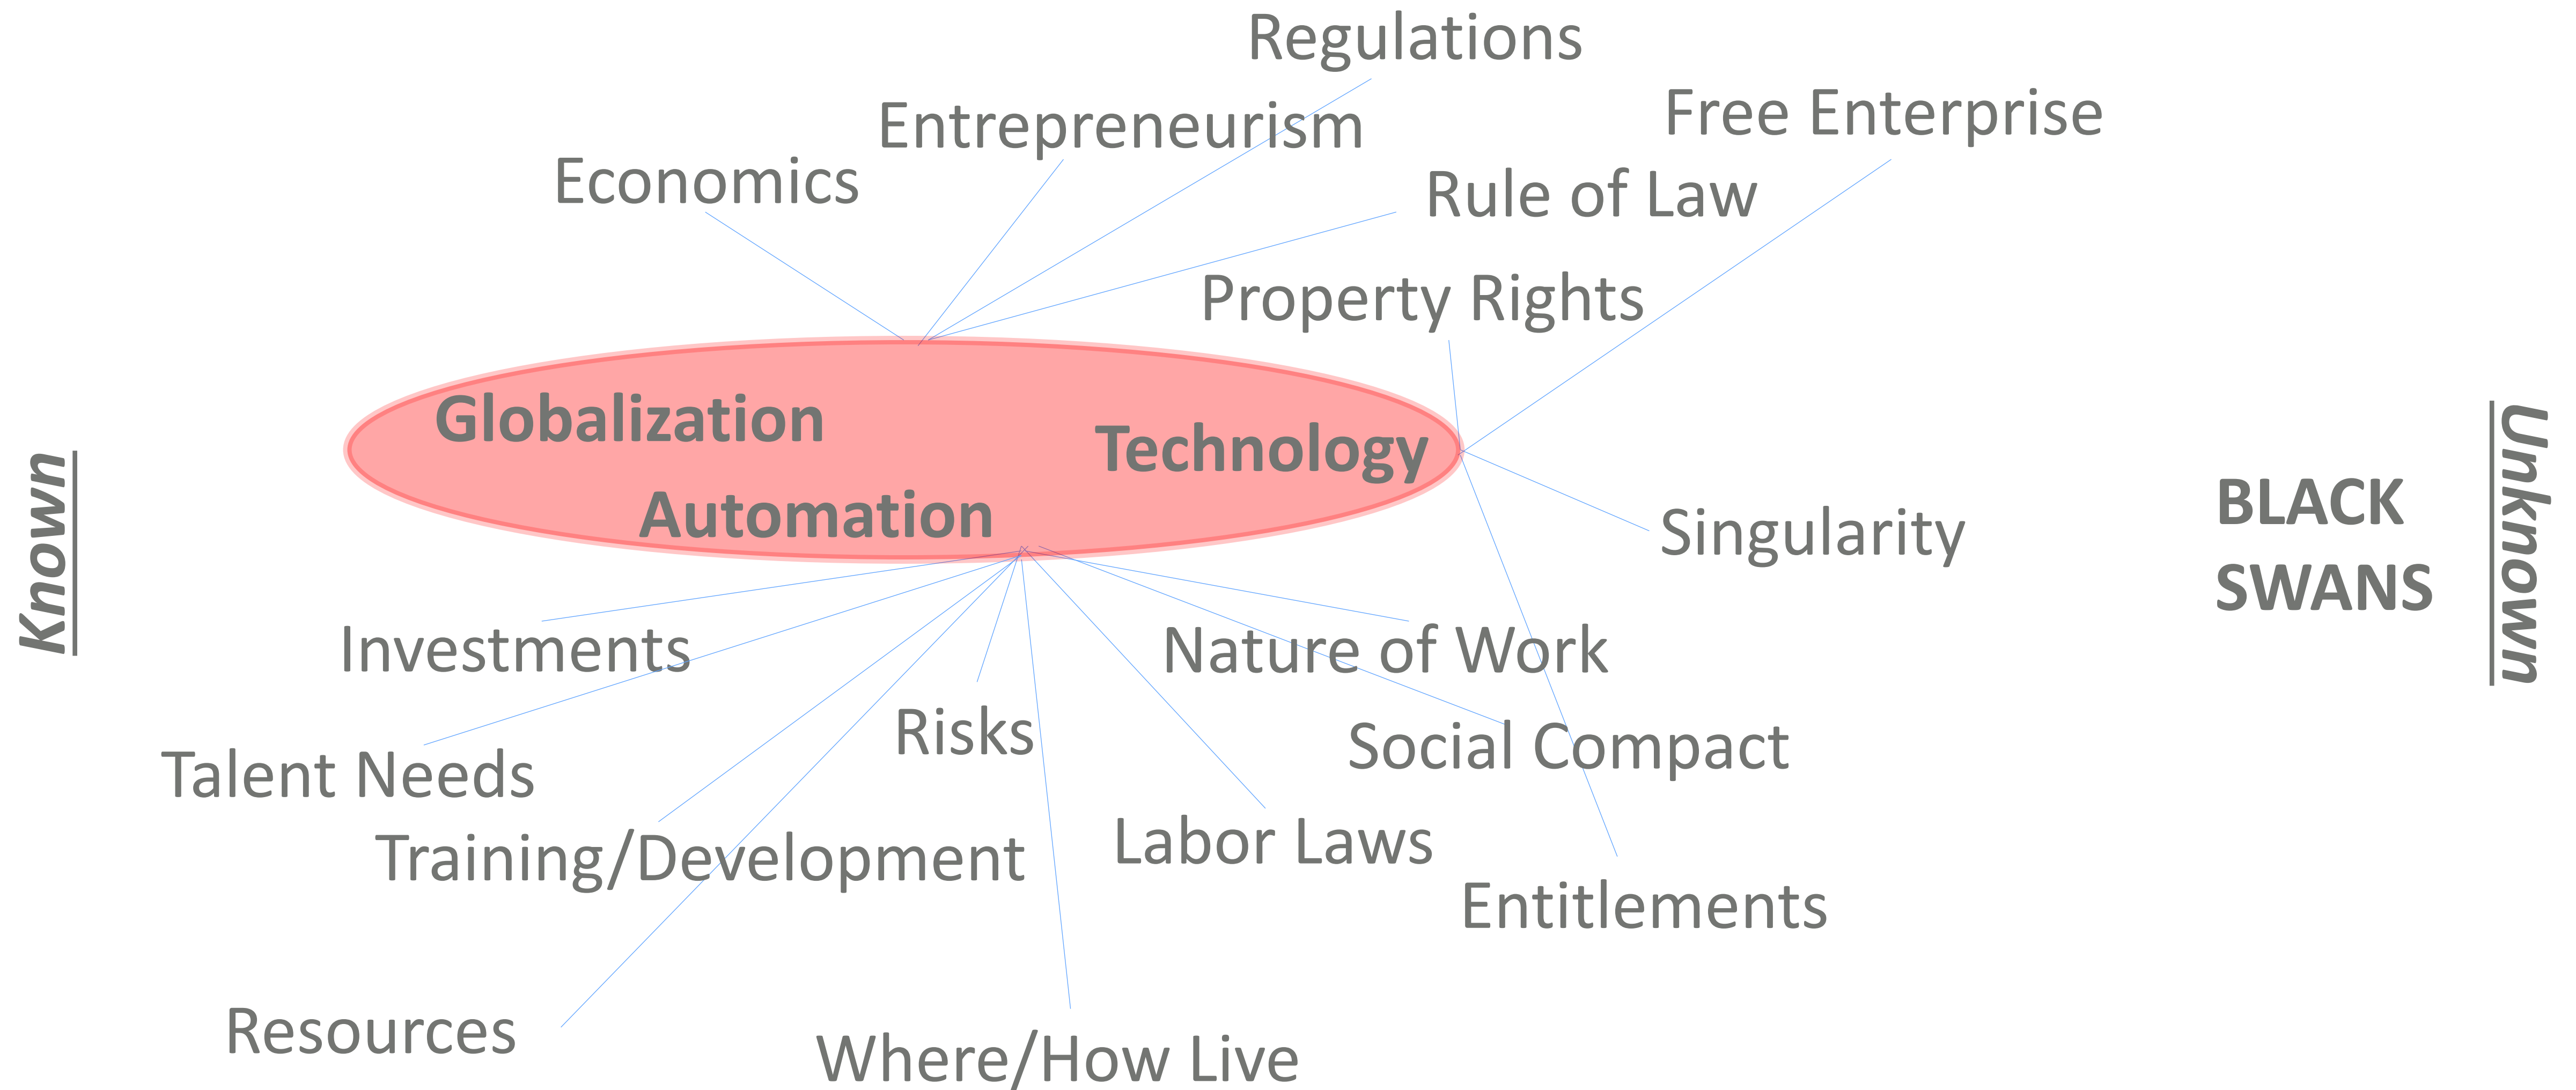 Regulations
Free Enterprise
Entrepreneurism
Economics
Rule of Law
Property Rights
Globalization
Technology
Automation
Known
Unknown
BLACK
SWANS
Singularity
Investments
Nature of Work
Risks
Social Compact
Talent Needs
Labor Laws
Training/Development
Entitlements
Resources
Where/How Live